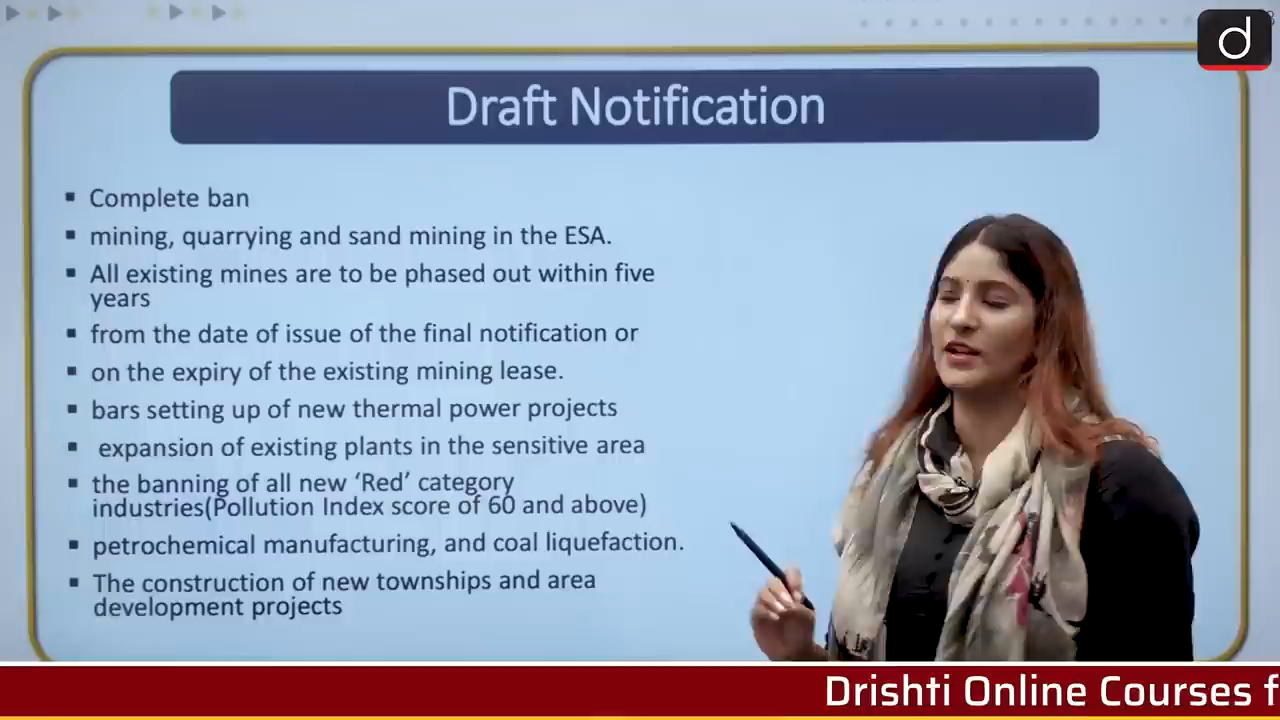 d
Draft Notification
▪ Complete ban
▪ mining, quarrying and sand mining in the ESA.
▪ All existing mines are to be phased out within five
years
▪ from the date of issue of the final notification or
▪ on the expiry of the existing mining lease.
▪ bars setting up of new thermal power projects
▪ expansion of existing plants in the sensitive area
▪ the banning of all new ‘Red’ category
industries(Pollution Index score of 60 and above)
▪ petrochemical manufacturing, and coal liquefaction.
▪ The construction of new townships and area
development projects
Drishti Online Courses f